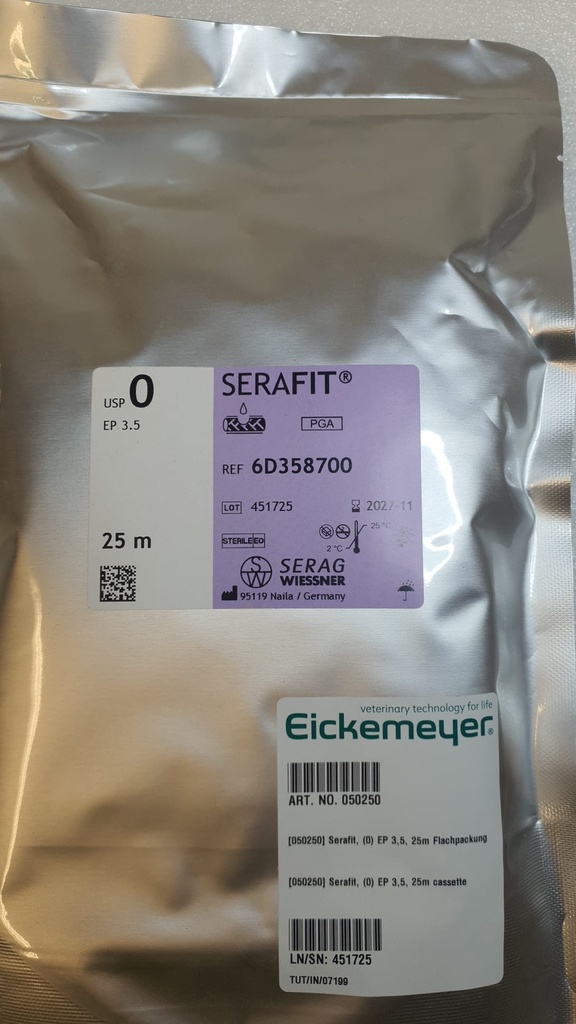 USP 0
EP 3.5
25 m
SERAFIT®
PGA
REF 6D358700
LOT 451725
2027-11
STERILE EO
25 °C
2 °C
SERAG
WIESSNER
95119 Naila / Germany
veterinary technology for life
Eickemeyer®
ART. NO. 050250
[050250] Serafit, (0) EP 3,5, 25m Flachpackung
[050250] Serafit, (0) EP 3,5, 25m cassette
LN/SN: 451725
TUT/IN/07199